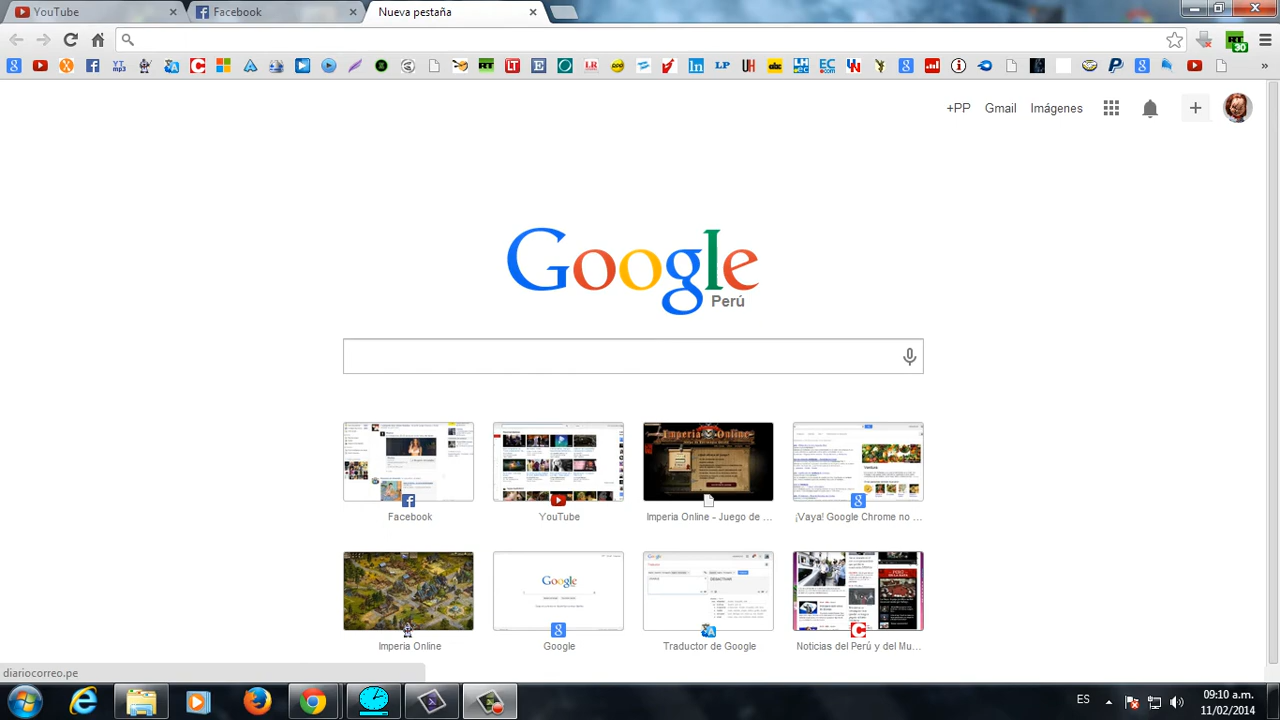 YouTube
Facebook
Nueva pestaña
+PP Gmail Imágenes
Google
Perú
Facebook
YouTube
Imperia Online - Juego de ...
¡Vaya! Google Chrome no ...
Imperia Online
Google
Traductor de Google
Noticias del Perú y del Mu...
diariocorreo.pe
ES
09:10 a.m.
11/02/2014